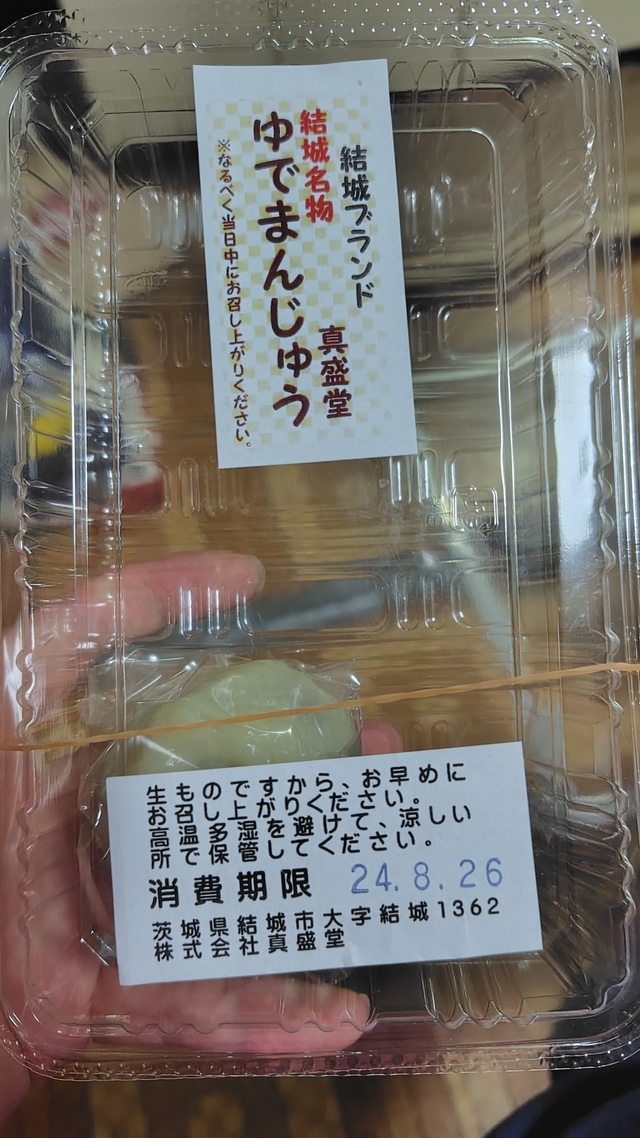 結城ブランド
真盛堂
結城名物
ゆでまんじゅう
※なるべく当日中にお召し上がりください。
生ものですから、お早めに
お召し上がりください。
高温多湿を避けて、涼しい
所で保管してください。
消費期限 24.8.26
茨城県結城市大字結城1362
株式会社真盛堂